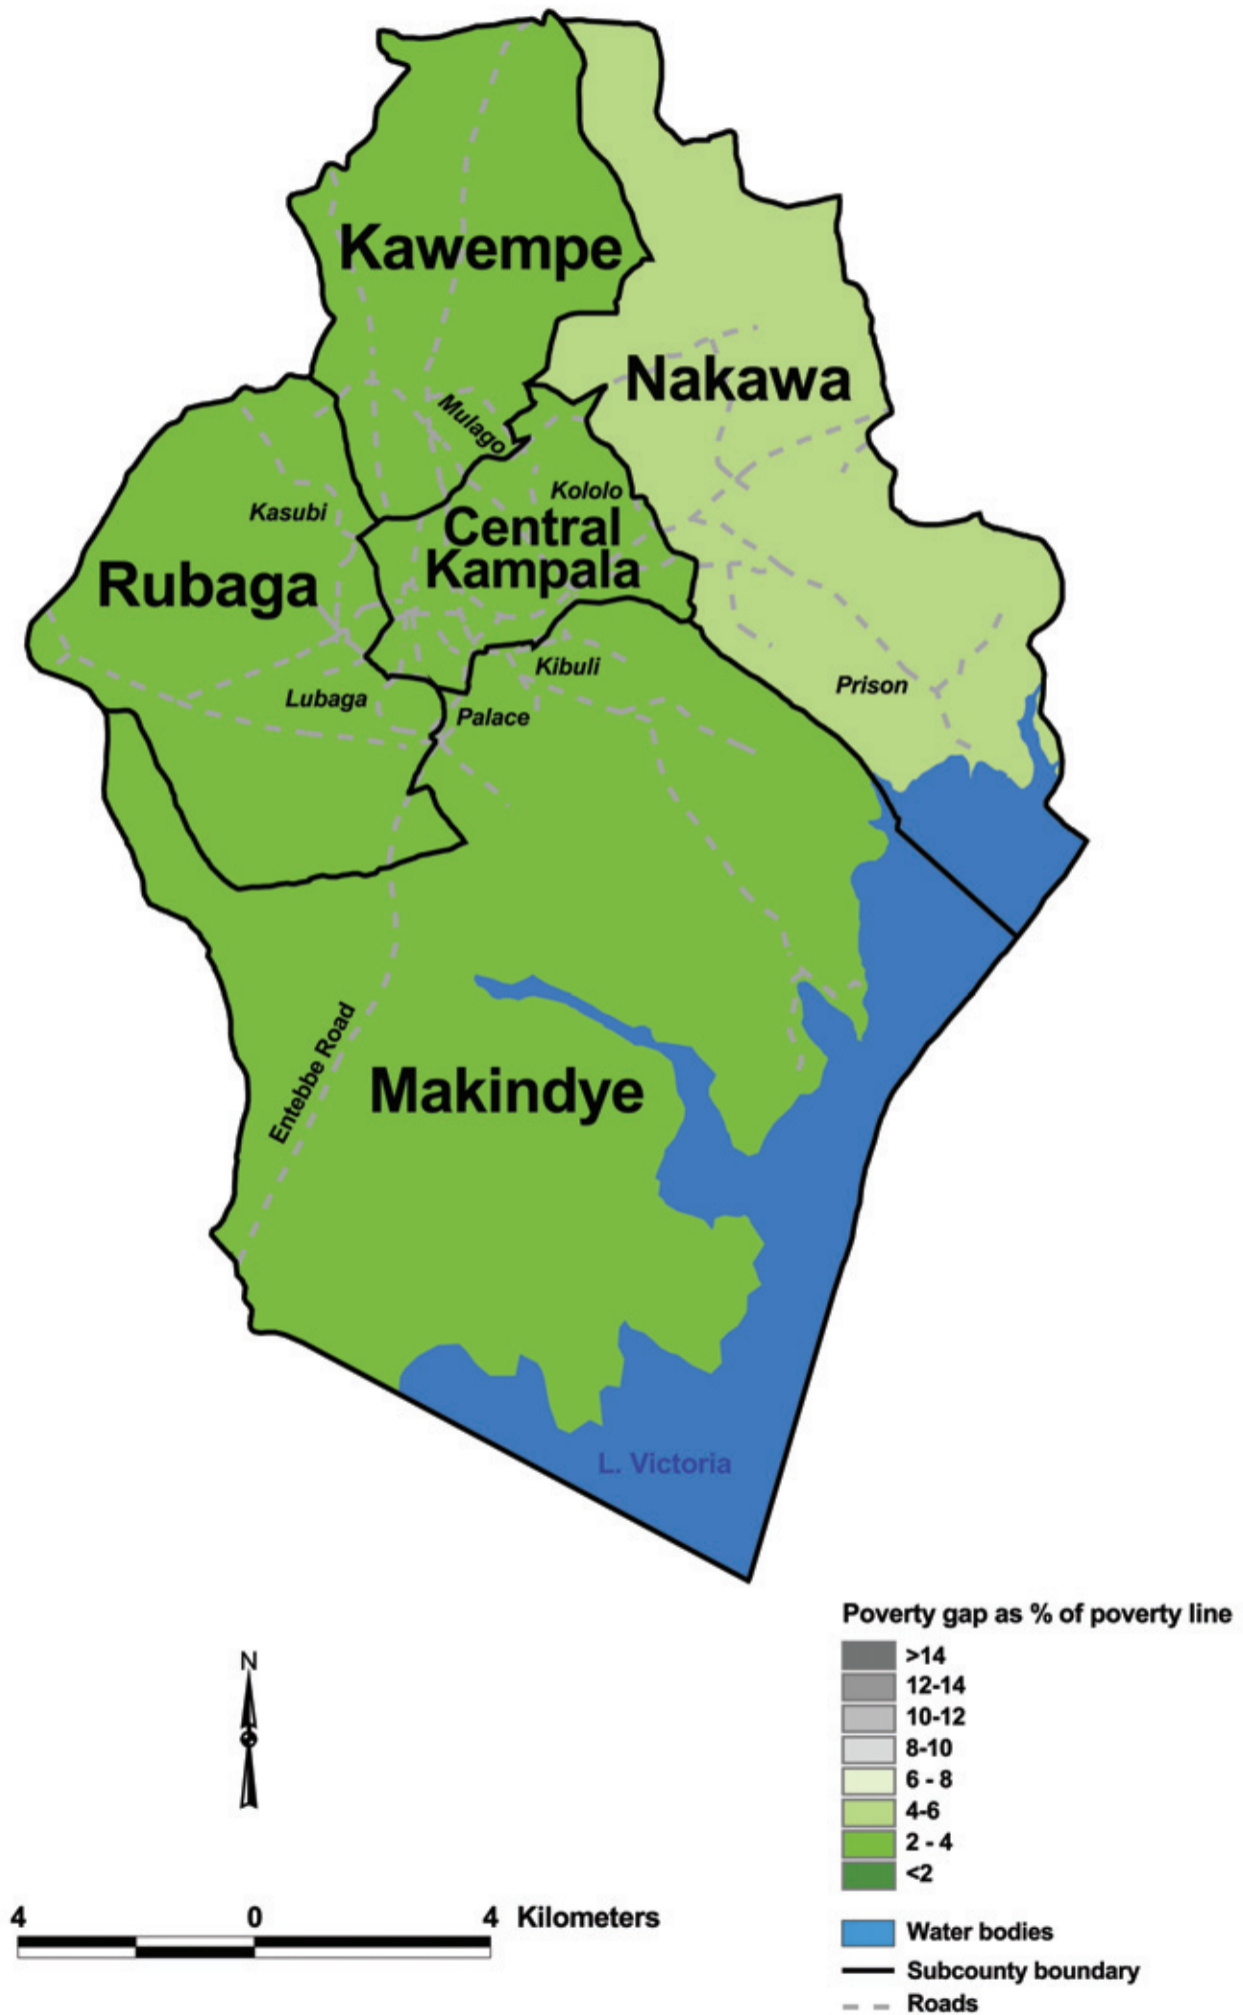 Kawempe
Nakawa
Mulago
Kololo
Kasubi
Central
Kampala
Rubaga
Kibuli
Prison
Lubaga
Palace
Entebbe Road
Makindye
L. Victoria
Poverty gap as % of poverty line
>14
12-14
10-12
8-10
6 - 8
4-6
2 - 4
<2
N
4 0 4 Kilometers
Water bodies
Subcounty boundary
Roads